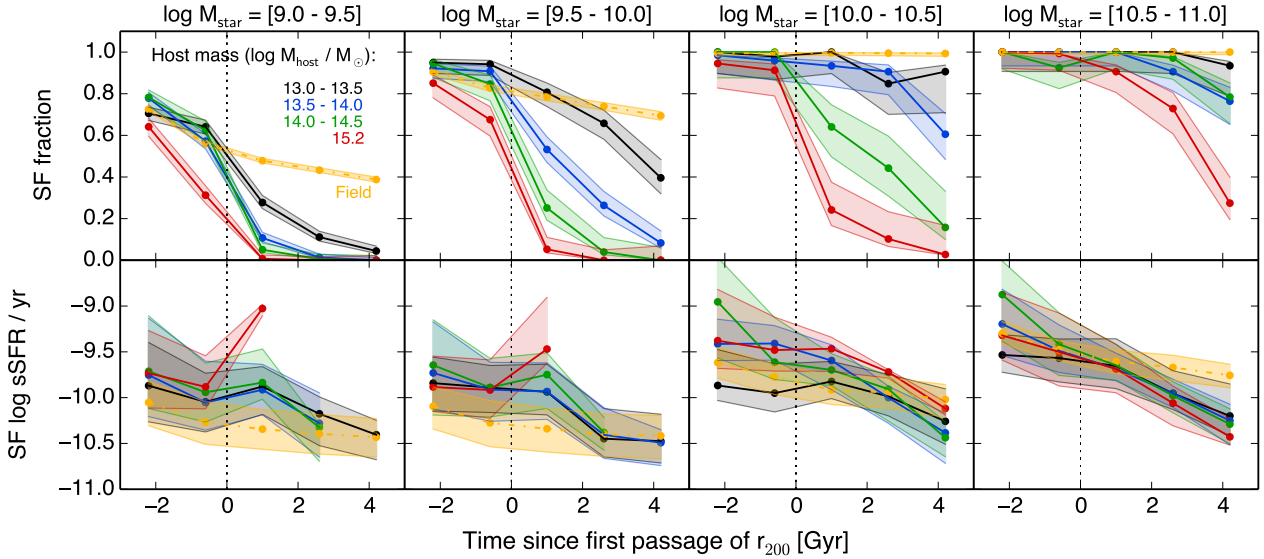 log M_star = [9.0 - 9.5]
log M_star = [9.5 - 10.0]
log M_star = [10.0 - 10.5]
log M_star = [10.5 - 11.0]
Host mass (log M_host / M_⊙):
13.0 - 13.5
13.5 - 14.0
14.0 - 14.5
15.2
Field
SF fraction
1.0
0.8
0.6
0.4
0.2
0.0
SF log sSFR / yr
−9.0
−9.5
−10.0
−10.5
−11.0
−2 0 2 4
−2 0 2 4
−2 0 2 4
−2 0 2 4
Time since first passage of r_200 [Gyr]